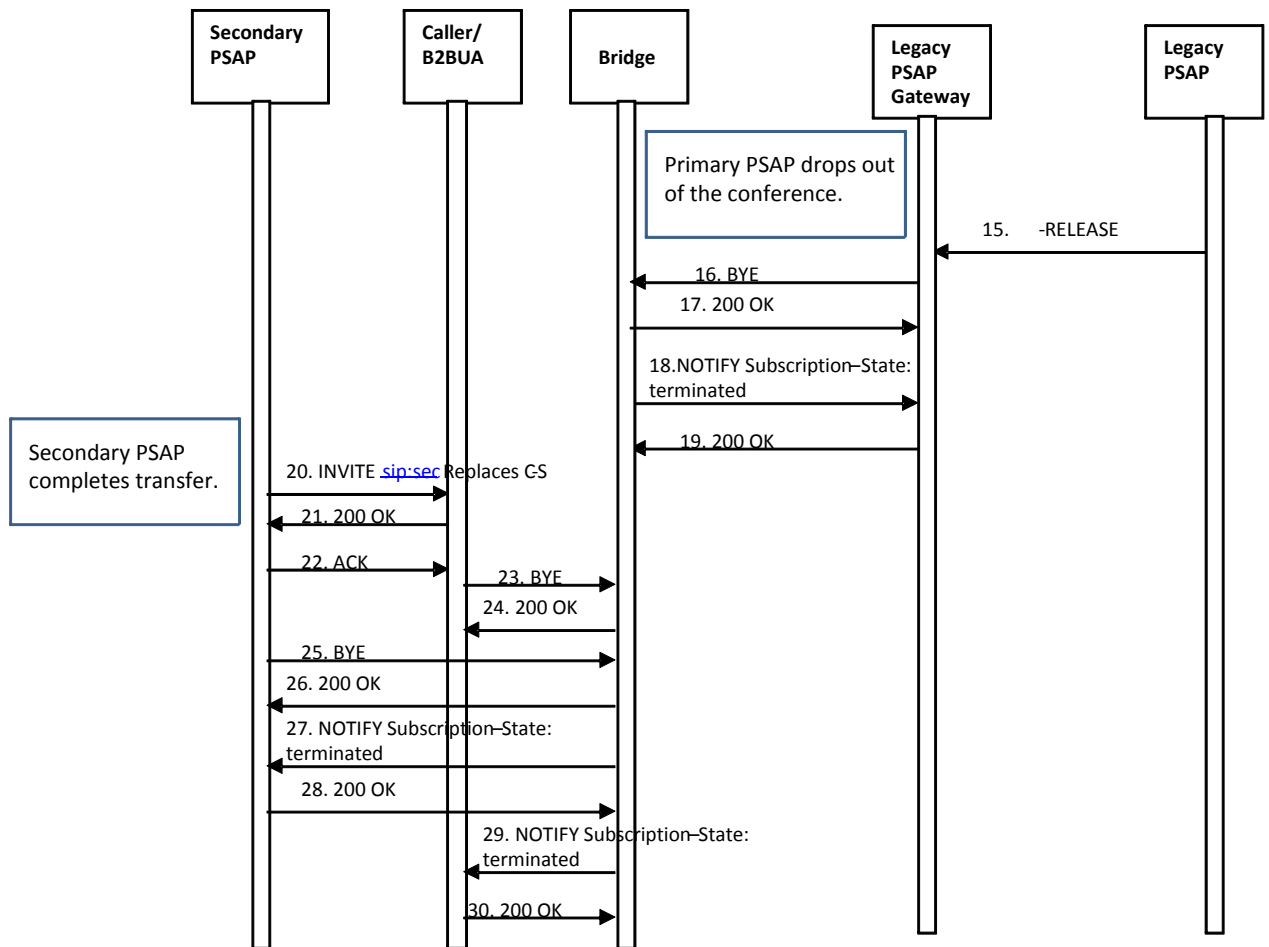 Secondary
PSAP
Caller/
B2BUA
Bridge
Legacy
PSAP
Gateway
Legacy
PSAP
Primary PSAP drops out
of the conference.
15. -RELEASE
16. BYE
17. 200 OK
18.NOTIFY Subscription–State:
terminated
19. 200 OK
Secondary PSAP
completes transfer.
20. INVITE sip:sec Replaces C-S
21. 200 OK
22. ACK
23. BYE
24. 200 OK
25. BYE
26. 200 OK
27. NOTIFY Subscription–State:
terminated
28. 200 OK
29. NOTIFY Subscription–State:
terminated
30. 200 OK